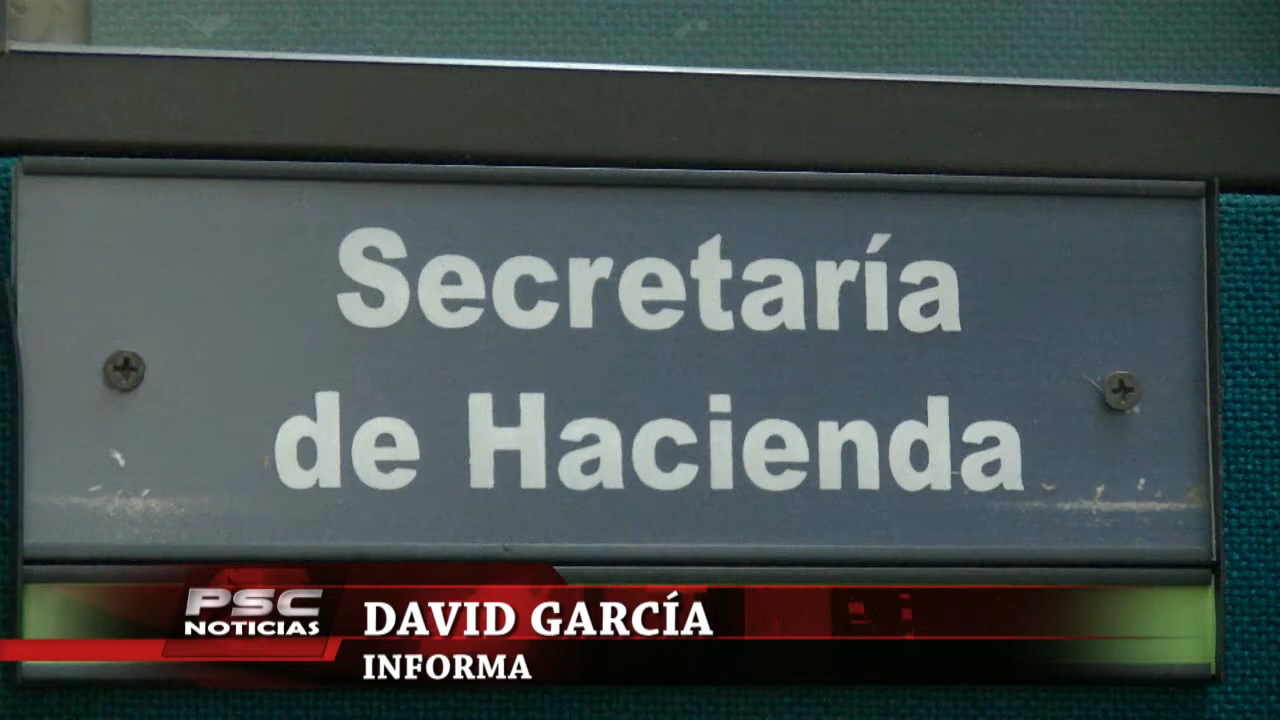 Secretaría
de Hacienda
PSC
NOTICIAS
DAVID GARCÍA
INFORMA